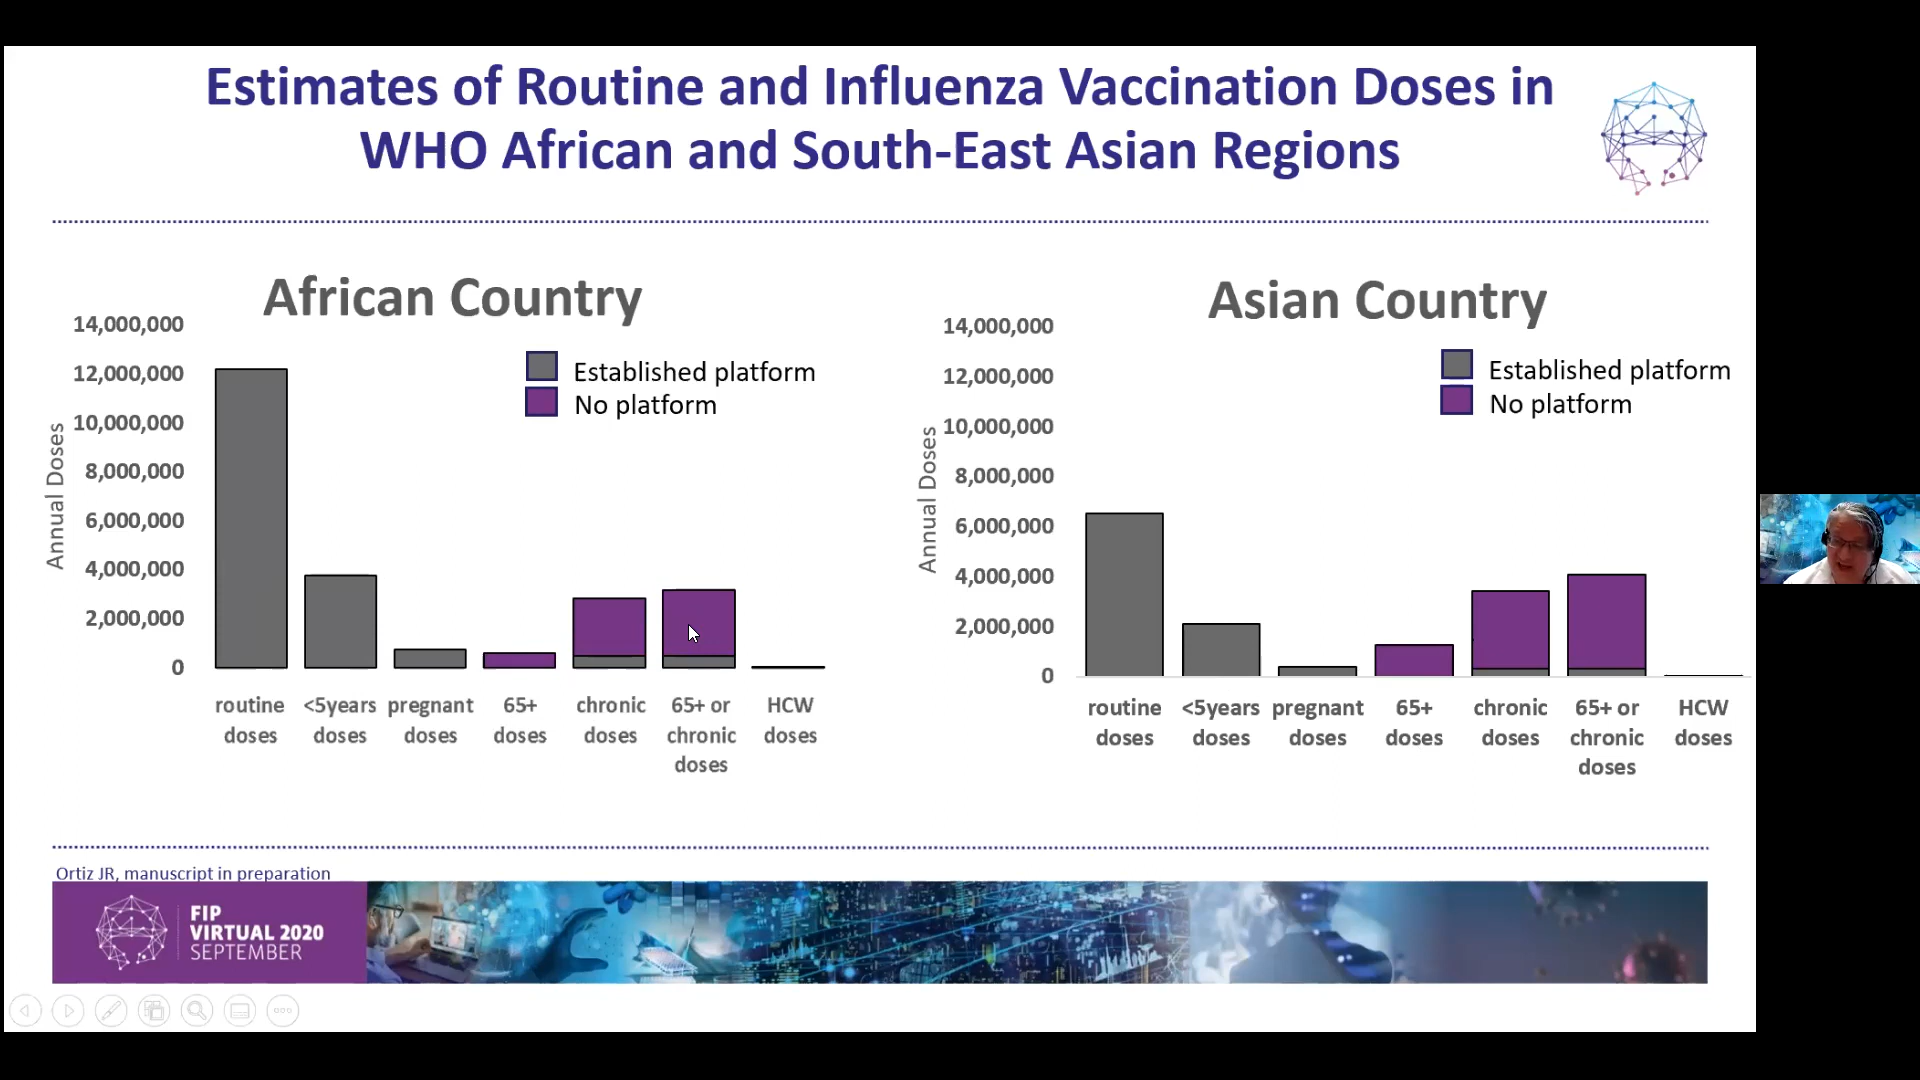 Estimates of Routine and Influenza Vaccination Doses in
WHO African and South-East Asian Regions
African Country
14,000,000
12,000,000
10,000,000
8,000,000
6,000,000
4,000,000
2,000,000
0
Annual Doses
Established platform
No platform
routine doses
<5years doses
pregnant doses
65+ doses
chronic doses
65+ or chronic doses
HCW doses
Asian Country
14,000,000
12,000,000
10,000,000
8,000,000
6,000,000
4,000,000
2,000,000
0
Annual Doses
Established platform
No platform
routine doses
<5years doses
pregnant doses
65+ doses
chronic doses
65+ or chronic doses
HCW doses
Ortiz JR, manuscript in preparation
FIP
VIRTUAL 2020
SEPTEMBER